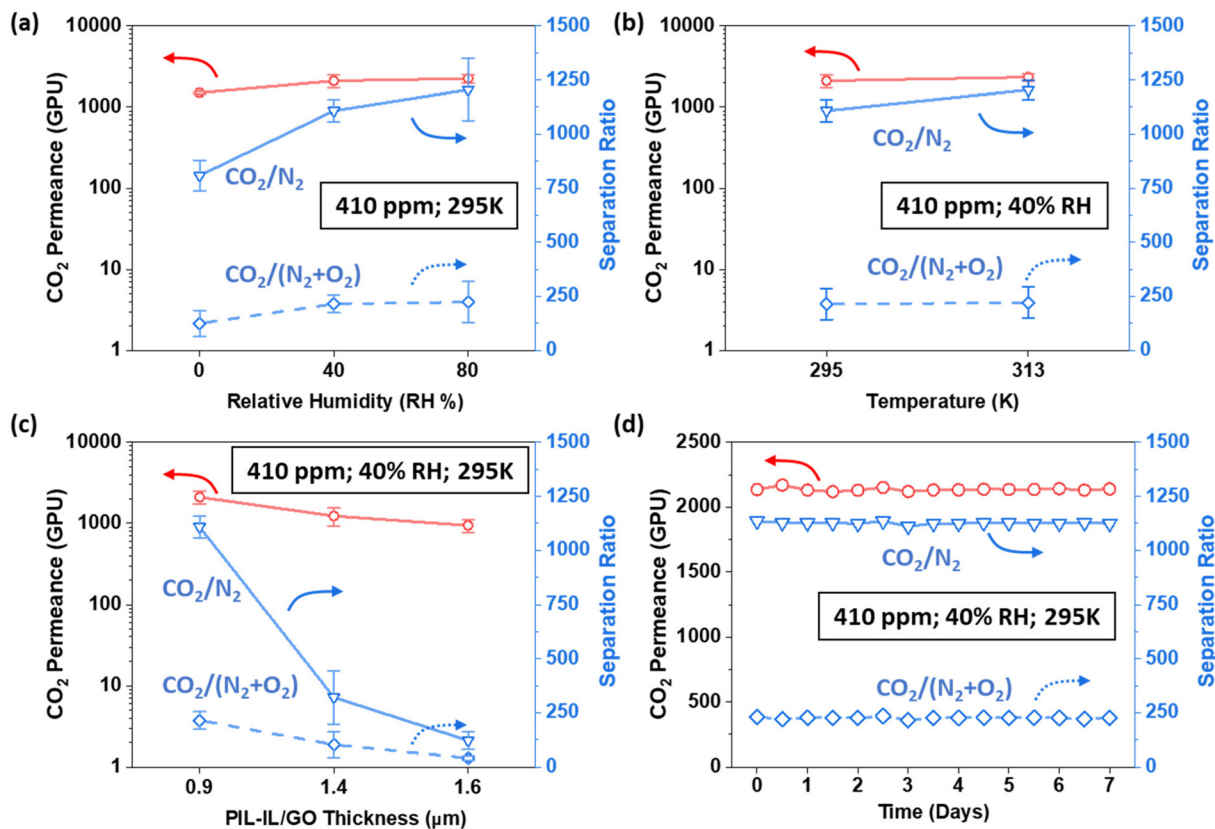 (a)
10000
1000
100
10
1
CO₂ Permeance (GPU)
CO₂/N₂
410 ppm; 295K
CO₂/(N₂+O₂)
1500
1250
1000
750
500
250
0
Separation Ratio
0
40
80
Relative Humidity (RH %)
(b)
10000
1000
100
10
1
CO₂ Permeance (GPU)
CO₂/N₂
410 ppm; 40% RH
CO₂/(N₂+O₂)
1500
1250
1000
750
500
250
0
Separation Ratio
295
313
Temperature (K)
(c)
10000
1000
100
10
1
CO₂ Permeance (GPU)
410 ppm; 40% RH; 295K
CO₂/N₂
CO₂/(N₂+O₂)
1500
1250
1000
750
500
250
0
Separation Ratio
0.9
1.4
1.6
PIL-IL/GO Thickness (μm)
(d)
2500
2000
1500
1000
500
0
CO₂ Permeance (GPU)
CO₂/N₂
410 ppm; 40% RH; 295K
CO₂/(N₂+O₂)
1500
1250
1000
750
500
250
0
Separation Ratio
0 1 2 3 4 5 6 7
Time (Days)